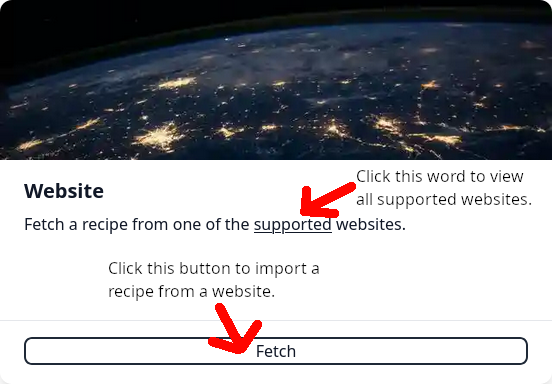 Click this word to view
all supported websites.
Website
Fetch a recipe from one of the supported websites.
Click this button to import a
recipe from a website.
Fetch